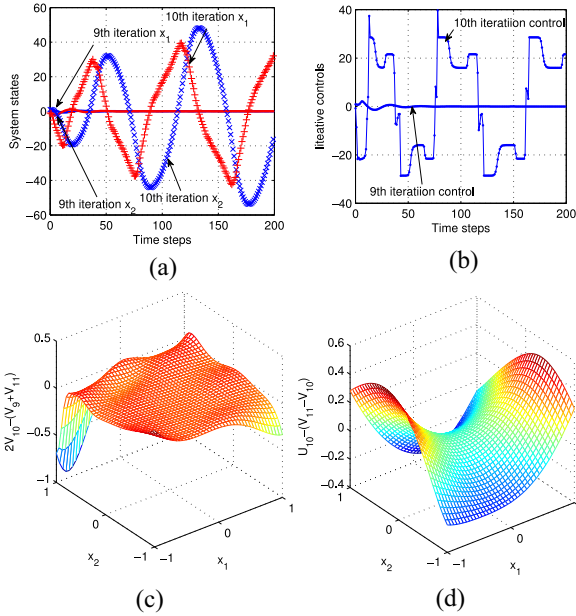 60
40
20
0
−20
−40
−60
0
50
100
150
200
System states
Time steps
9th iteration x1
10th iteration x1
9th iteration x2
10th iteration x2
(a)
40
20
0
−20
−40
0
50
100
150
200
Iterative controls
Time steps
10th iteratiion control
9th iteratiion control
(b)
0.5
0
−0.5
−1
1
0
−1
−1
0
1
2V10−(V9+V11)
x2
x1
(c)
0.6
0.4
0.2
0
−0.2
−0.4
1
0
−1
−1
0
U10−(V11−V10)
x2
x1
(d)